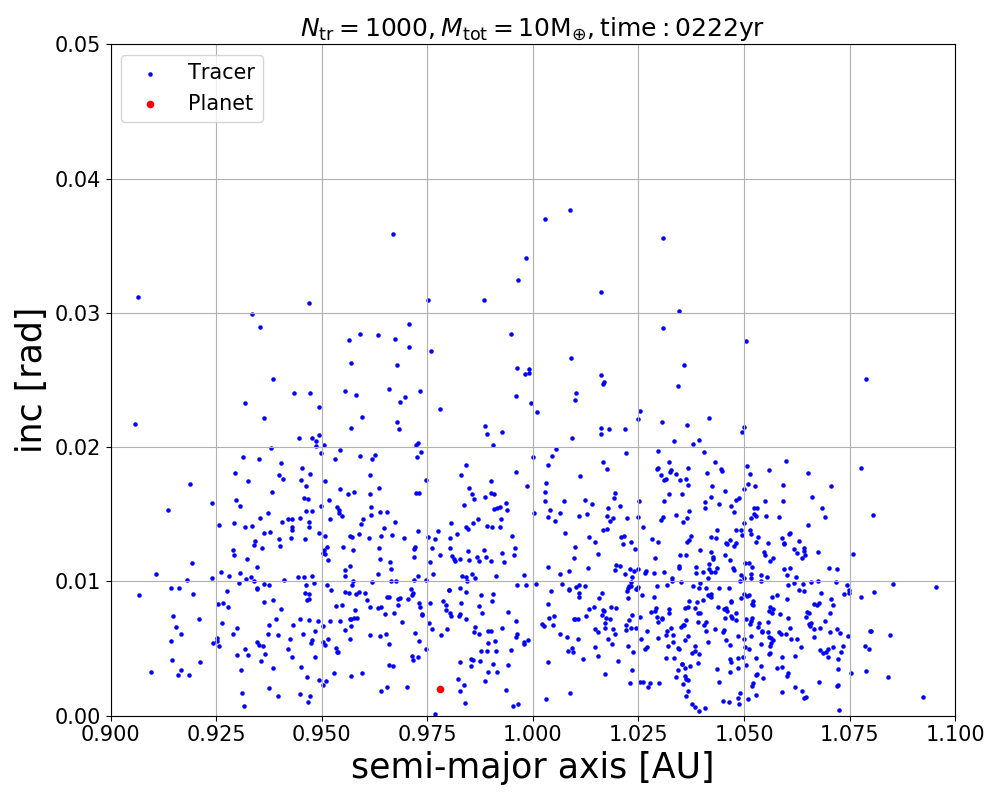 N_tr = 1000, M_tot = 10M_⊕, time : 0222yr
Tracer
Planet
0.05
0.04
0.03
0.02
0.01
0.00
inc [rad]
0.900 0.925 0.950 0.975 1.000 1.025 1.050 1.075 1.100
semi-major axis [AU]